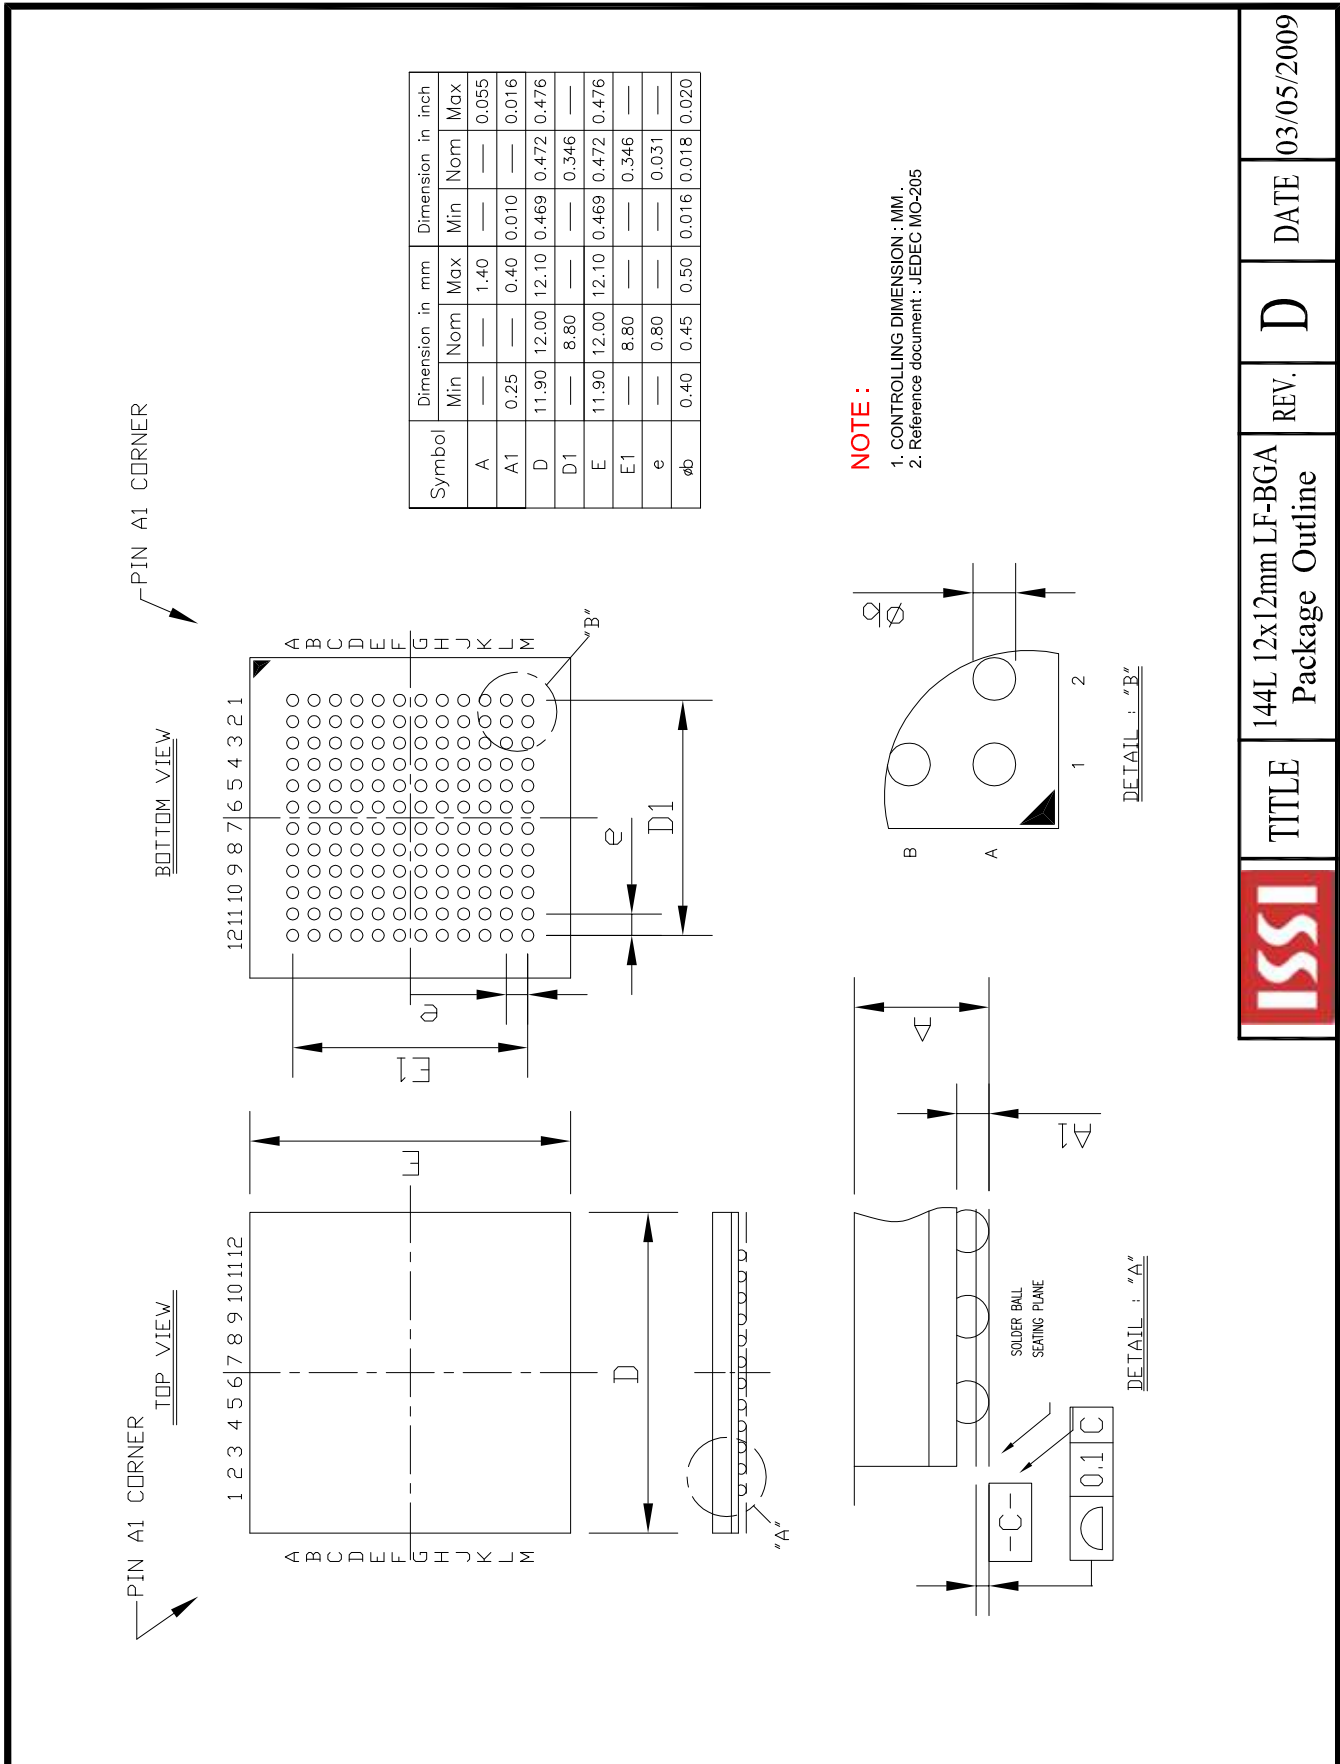 PIN A1 CORNER
TOP VIEW
1 2 3 4 5 6 7 8 9 10 11 12
A
B
C
D
E
F
G
H
J
K
L
M
E
D
"A"
PIN A1 CORNER
BOTTOM VIEW
12 11 10 9 8 7 6 5 4 3 2 1
A
B
C
D
E
F
G
H
J
K
L
M
E1
e
e
D1
"B"
Symbol Dimension in mm Dimension in inch
Min Nom Max Min Nom Max
A — — 1.40 — — 0.055
A1 0.25 — 0.40 0.010 — 0.016
D 11.90 12.00 12.10 0.469 0.472 0.476
D1 — 8.80 — — 0.346 —
E 11.90 12.00 12.10 0.469 0.472 0.476
E1 — 8.80 — — 0.346 —
e — 0.80 — — 0.031 —
øb 0.40 0.45 0.50 0.016 0.018 0.020
A
A1
SOLDER BALL
SEATING PLANE
-C-
0.1 C
DETAIL : "A"
Øb
B
A
1 2
DETAIL : "B"
NOTE :
1. CONTROLLING DIMENSION : MM .
2. Reference document : JEDEC MO-205
ISSI
TITLE
144L 12x12mm LF-BGA
Package Outline
REV. D
DATE 03/05/2009